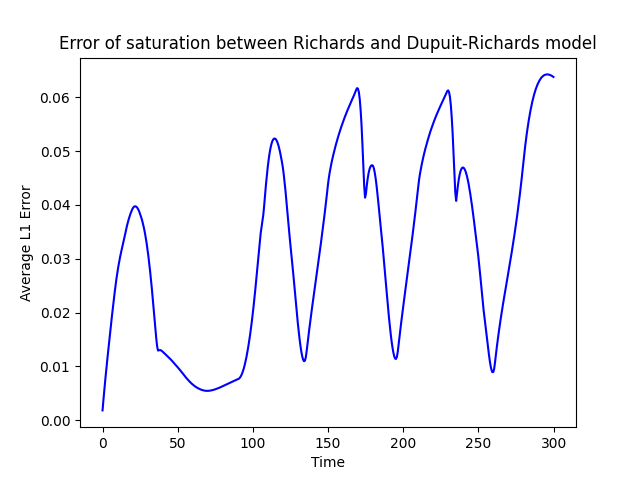 Error of saturation between Richards and Dupuit-Richards model
0.06
0.05
0.04
0.03
0.02
0.01
0.00
Average L1 Error
0 50 100 150 200 250 300
Time